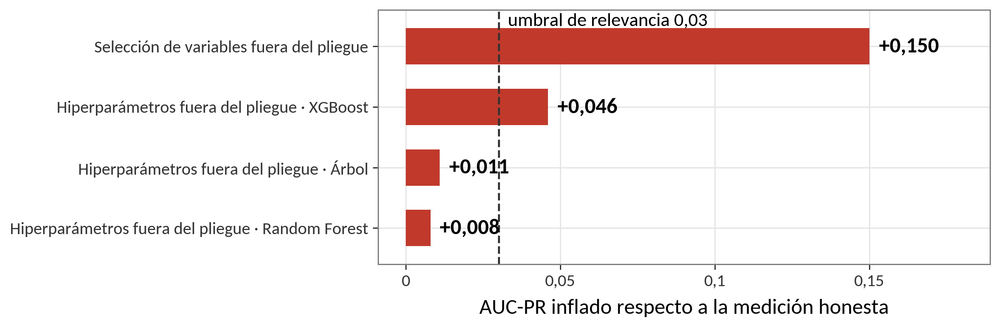 umbral de relevancia 0,03
Selección de variables fuera del pliegue
+0,150
Hiperparámetros fuera del pliegue · XGBoost
+0,046
Hiperparámetros fuera del pliegue · Árbol
+0,011
Hiperparámetros fuera del pliegue · Random Forest
+0,008
0
0,05
0,1
0,15
AUC-PR inflado respecto a la medición honesta